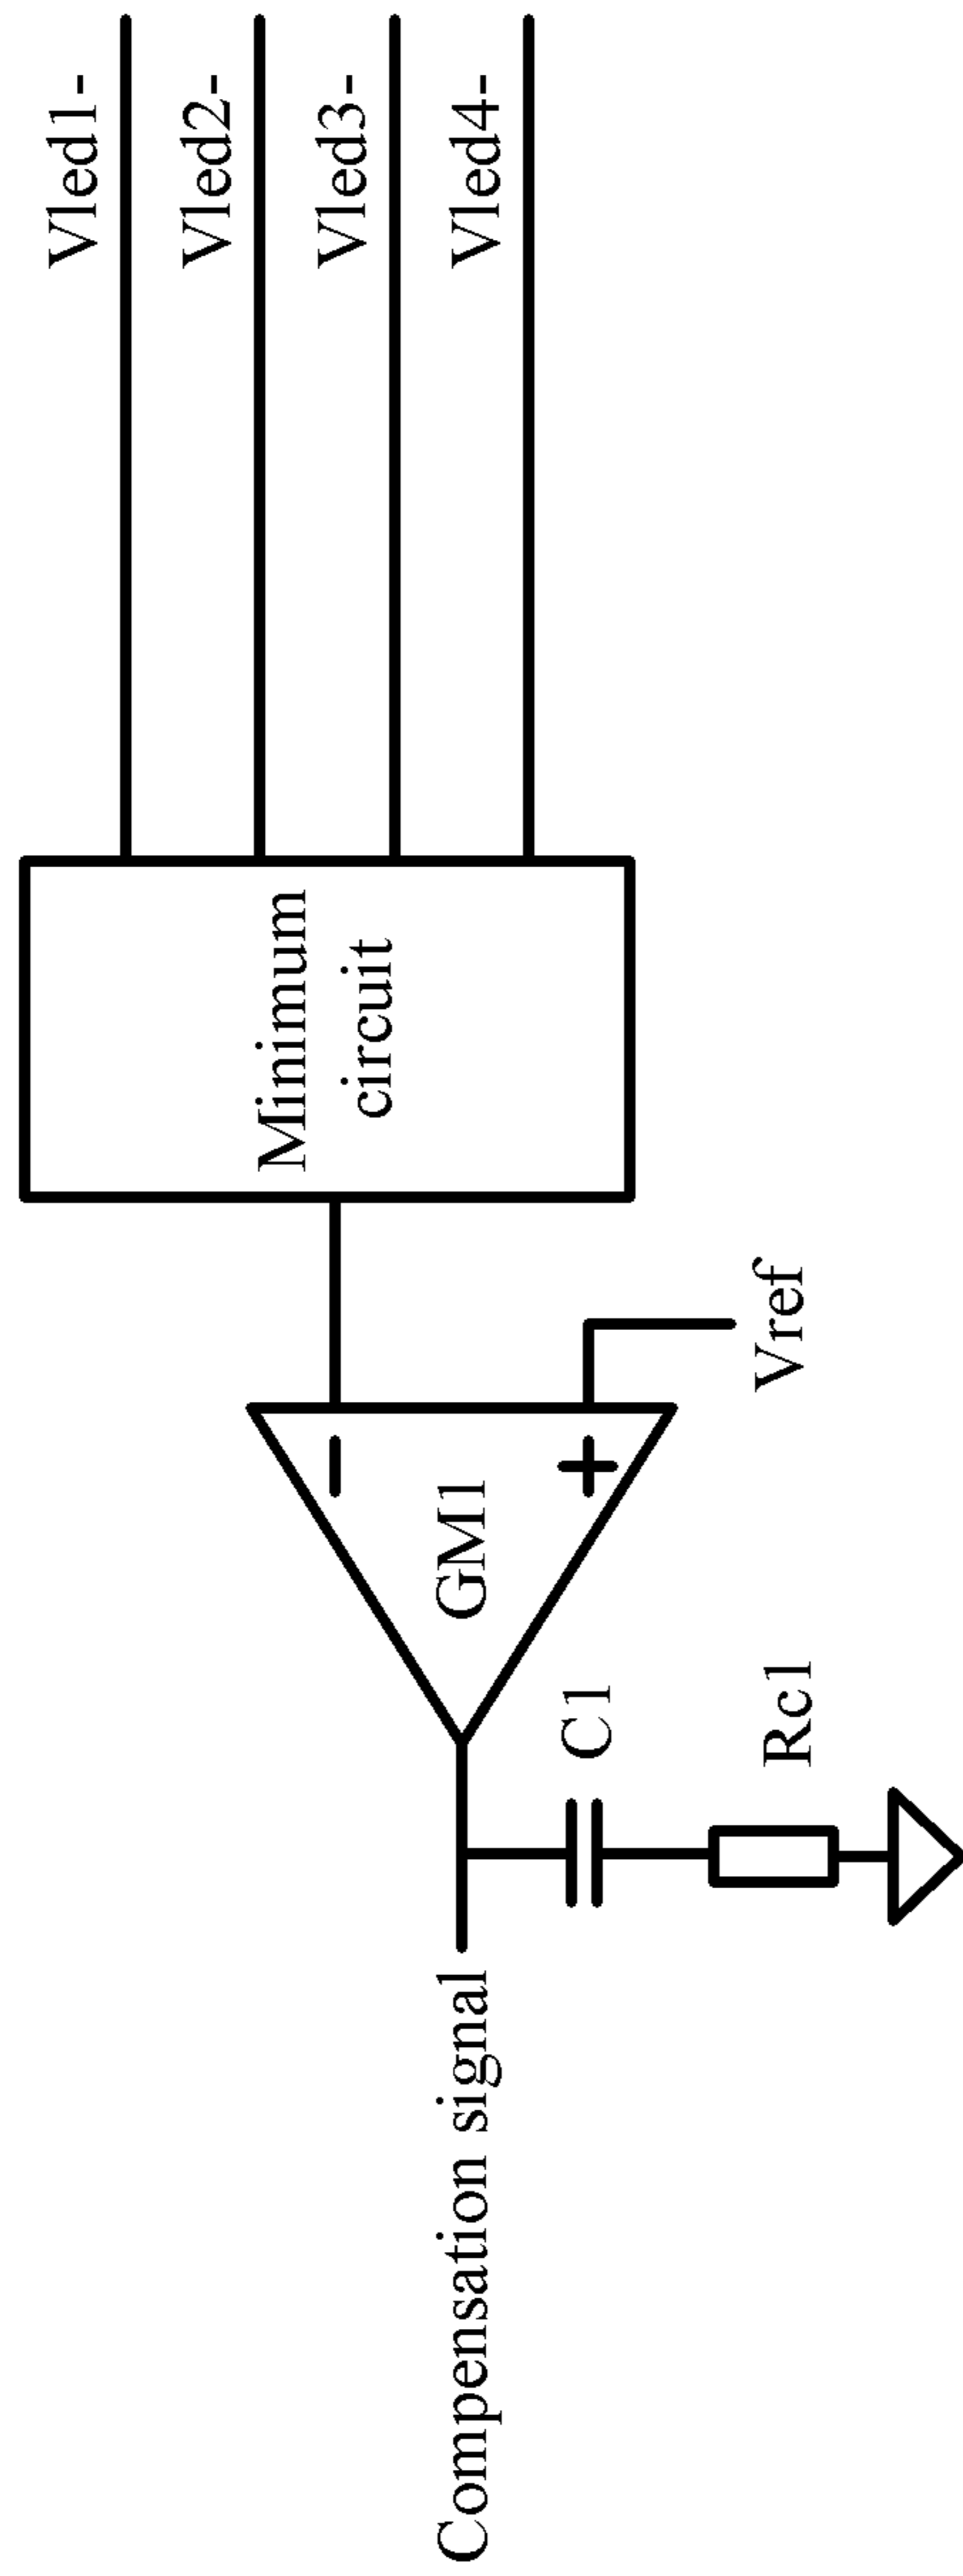 Vled1-
Vled2-
Vled3-
Vled4-
Minimum
circuit
Vref
−
+
GM1
C1
Rc1
Compensation signal